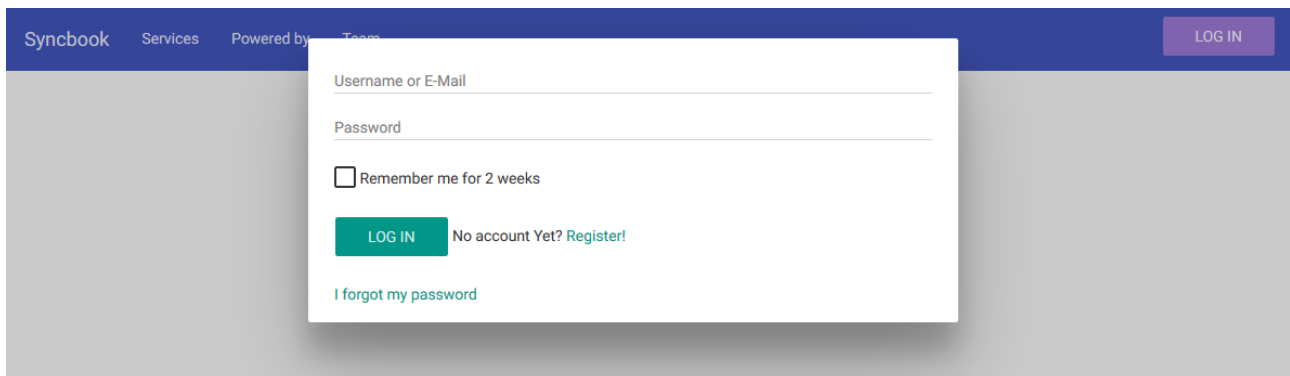 Syncbook Services Powered by Team LOG IN
Username or E-Mail
Password
Remember me for 2 weeks
LOG IN No account Yet? Register!
I forgot my password